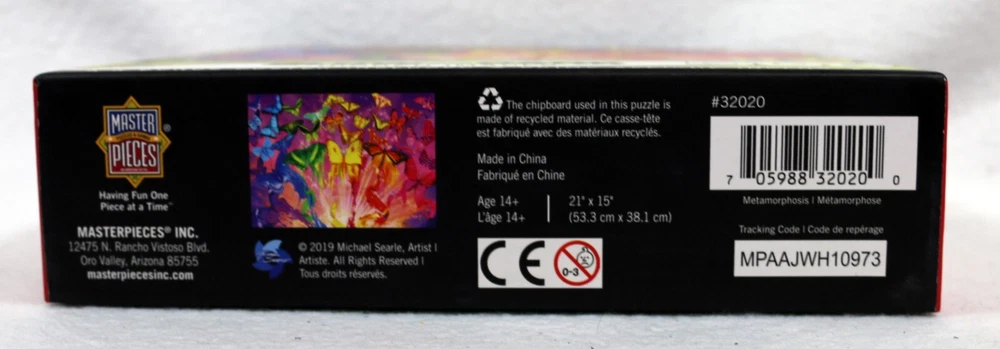 MASTER
PIECES
®
Having Fun One
Piece at a Time™
MASTERPIECES® INC.
12475 N. Rancho Vistoso Blvd.
Oro Valley, Arizona 85755
masterpiecesinc.com
© 2019 Michael Searle, Artist |
Artiste. All Rights Reserved |
Tous droits réservés.
The chipboard used in this puzzle is
made of recycled material. Ce casse-tête
est fabriqué avec des matériaux recyclés.
Made in China
Fabriqué en Chine
Age 14+
L'âge 14+
21" x 15"
(53.3 cm x 38.1 cm)
CE
0-3
#32020
7 05988 32020 0
Metamorphosis | Métamorphose
Tracking Code | Code de repérage
MPAAJWH10973